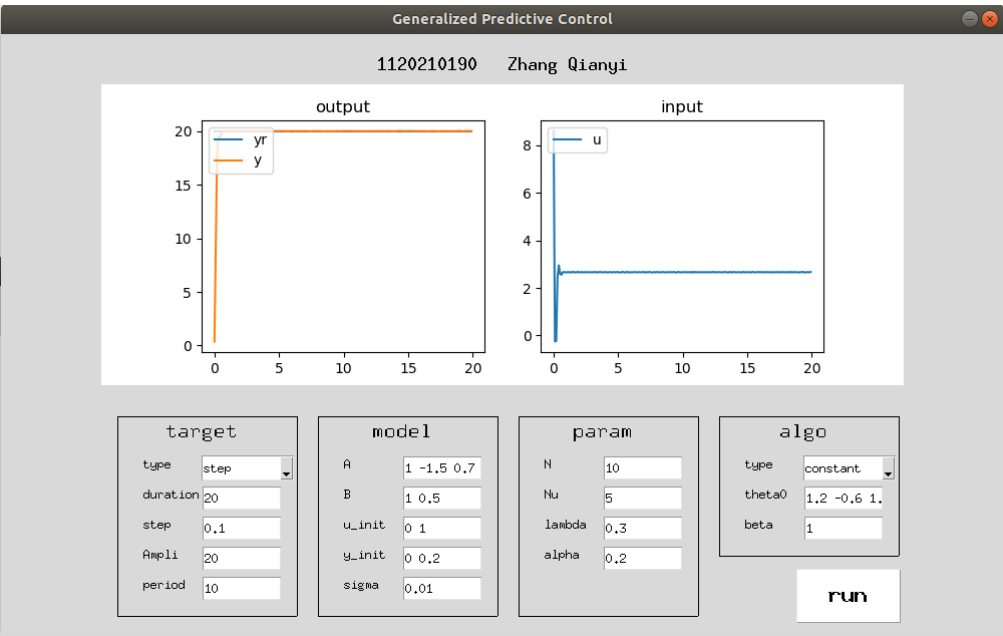 Generalized Predictive Control
1120210190 Zhang Qianyi
output
20
15
10
5
0
0 5 10 15 20
yr
y
input
8
6
4
2
0
0 5 10 15 20
u
target
type step
duration 20
step 0.1
Ampli 20
period 10
model
A 1 -1.5 0.7
B 1 0.5
u_init 0 1
y_init 0 0.2
sigma 0.01
param
N 10
Nu 5
lambda 0.3
alpha 0.2
algo
type constant
theta0 1.2 -0.6 1.
beta 1
run